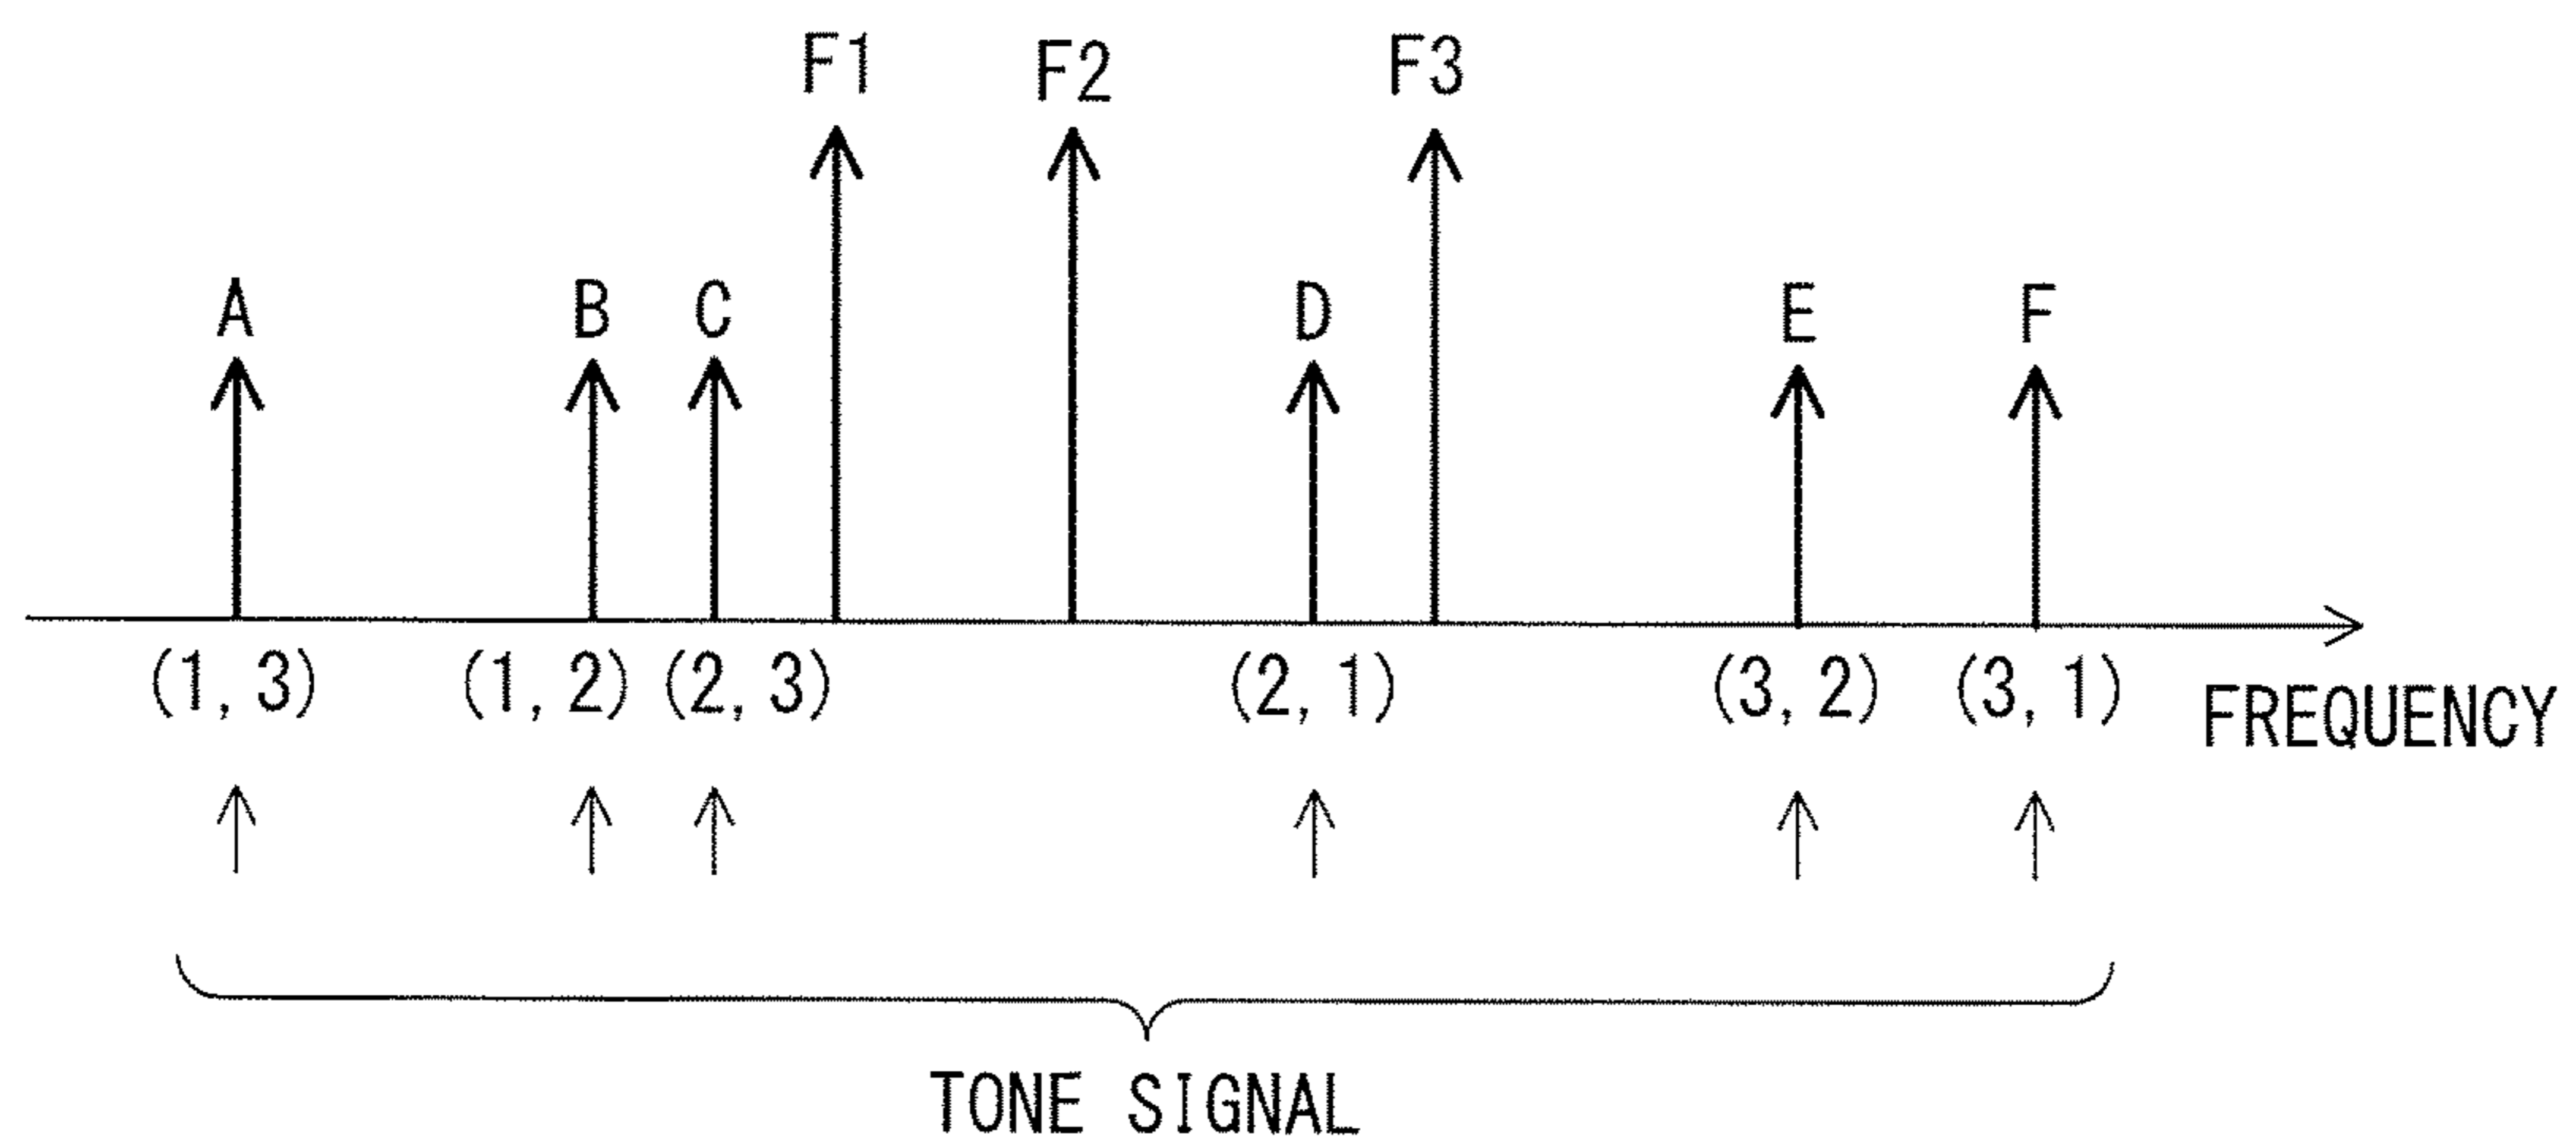 F1 F2 F3
A B C D E F
(1, 3) (1, 2) (2, 3) (2, 1) (3, 2) (3, 1)
FREQUENCY
TONE SIGNAL